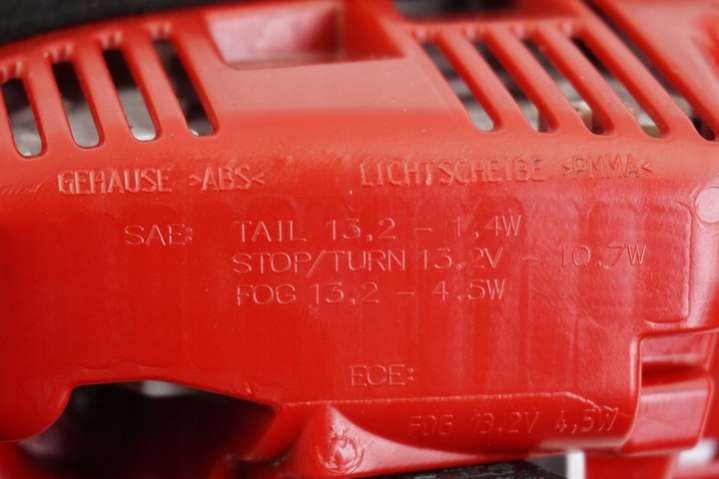 GEHAUSE >ABS< LICHTSCHEIBE >PMMA<
SAE: TAIL 13,2 - 1,4W
STOP/TURN 13.2V - 10,7W
FOG 13,2 - 4,5W
ECE:
FOG 13.2V 4,5W